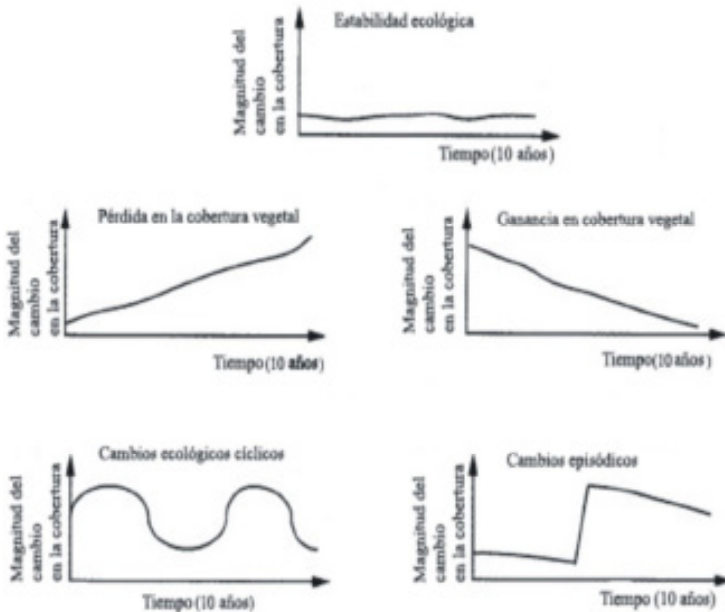 Estabilidad ecológica
Magnitud del
cambio
en la cobertura
Tiempo (10 años)
Pérdida en la cobertura vegetal
Magnitud del
cambio
en la cobertura
Tiempo (10 años)
Ganancia en cobertura vegetal
Magnitud del
cambio
en la cobertura
Tiempo (10 años)
Cambios ecológicos cíclicos
Magnitud del
cambio
en la cobertura
Tiempo (10 años)
Cambios episódicos
Magnitud del
cambio
en la cobertura
Tiempo (10 años)